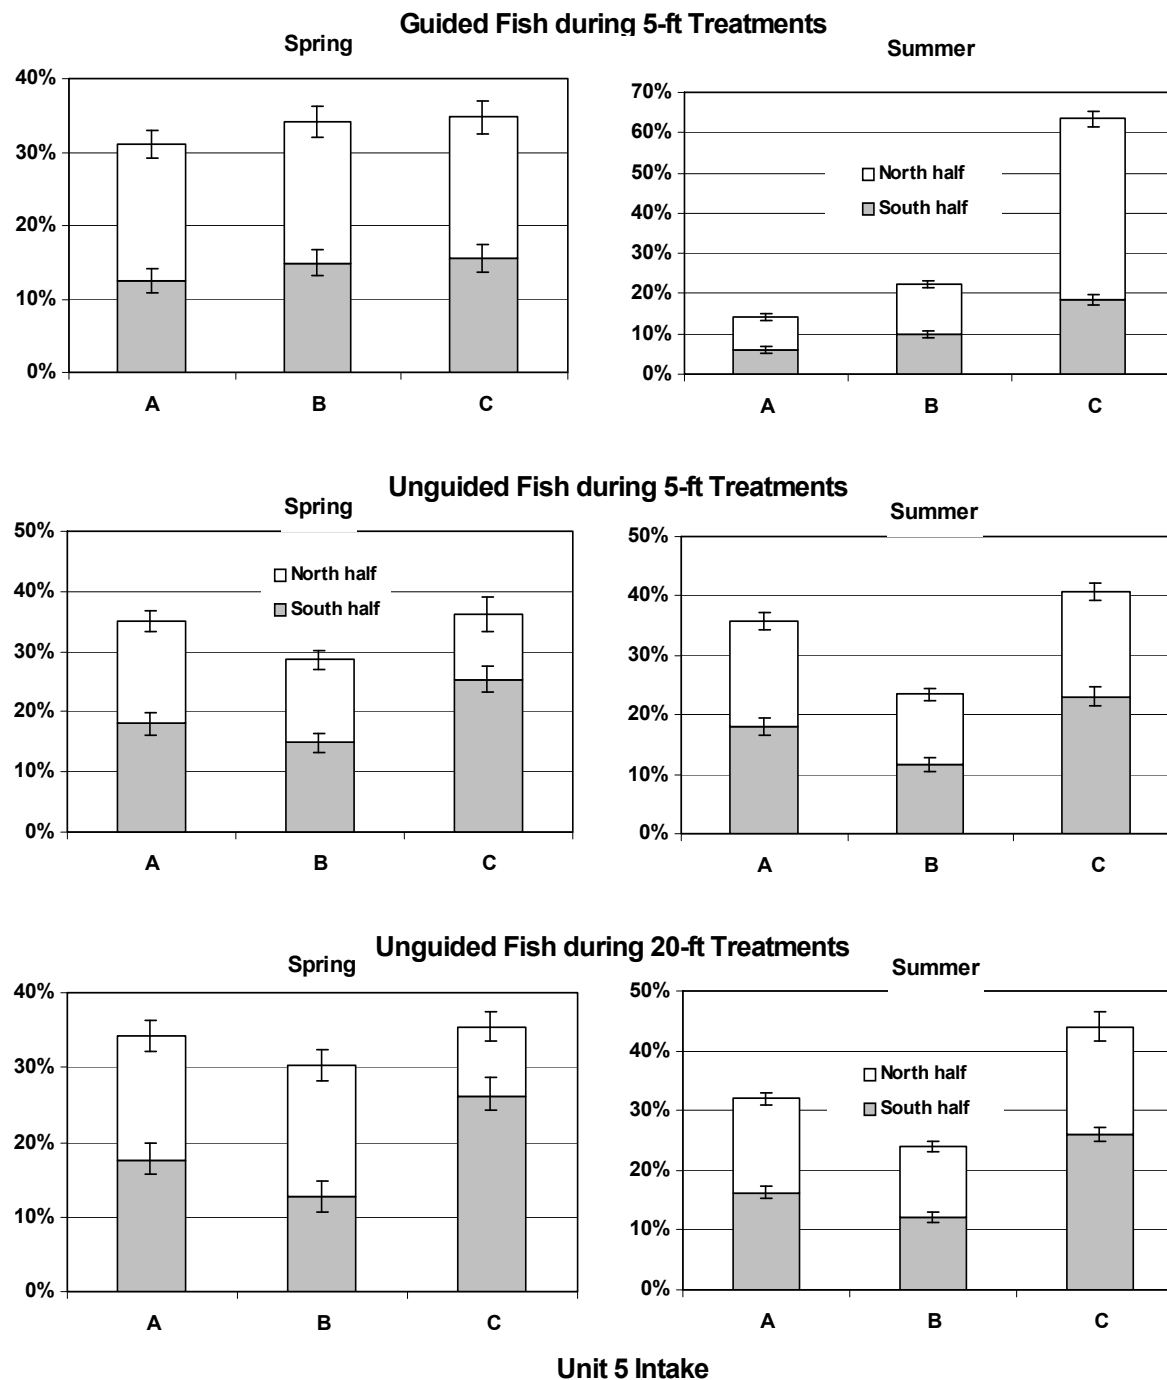 Guided Fish during 5-ft Treatments
Spring
Summer
40%
30%
20%
10%
0%
A B C
70%
60%
50%
40%
30%
20%
10%
0%
North half
South half
A B C
Unguided Fish during 5-ft Treatments
Spring
Summer
50%
40%
30%
20%
10%
0%
North half
South half
A B C
50%
40%
30%
20%
10%
0%
A B C
Unguided Fish during 20-ft Treatments
Spring
Summer
40%
30%
20%
10%
0%
A B C
50%
40%
30%
20%
10%
0%
North half
South half
A B C
Unit 5 Intake